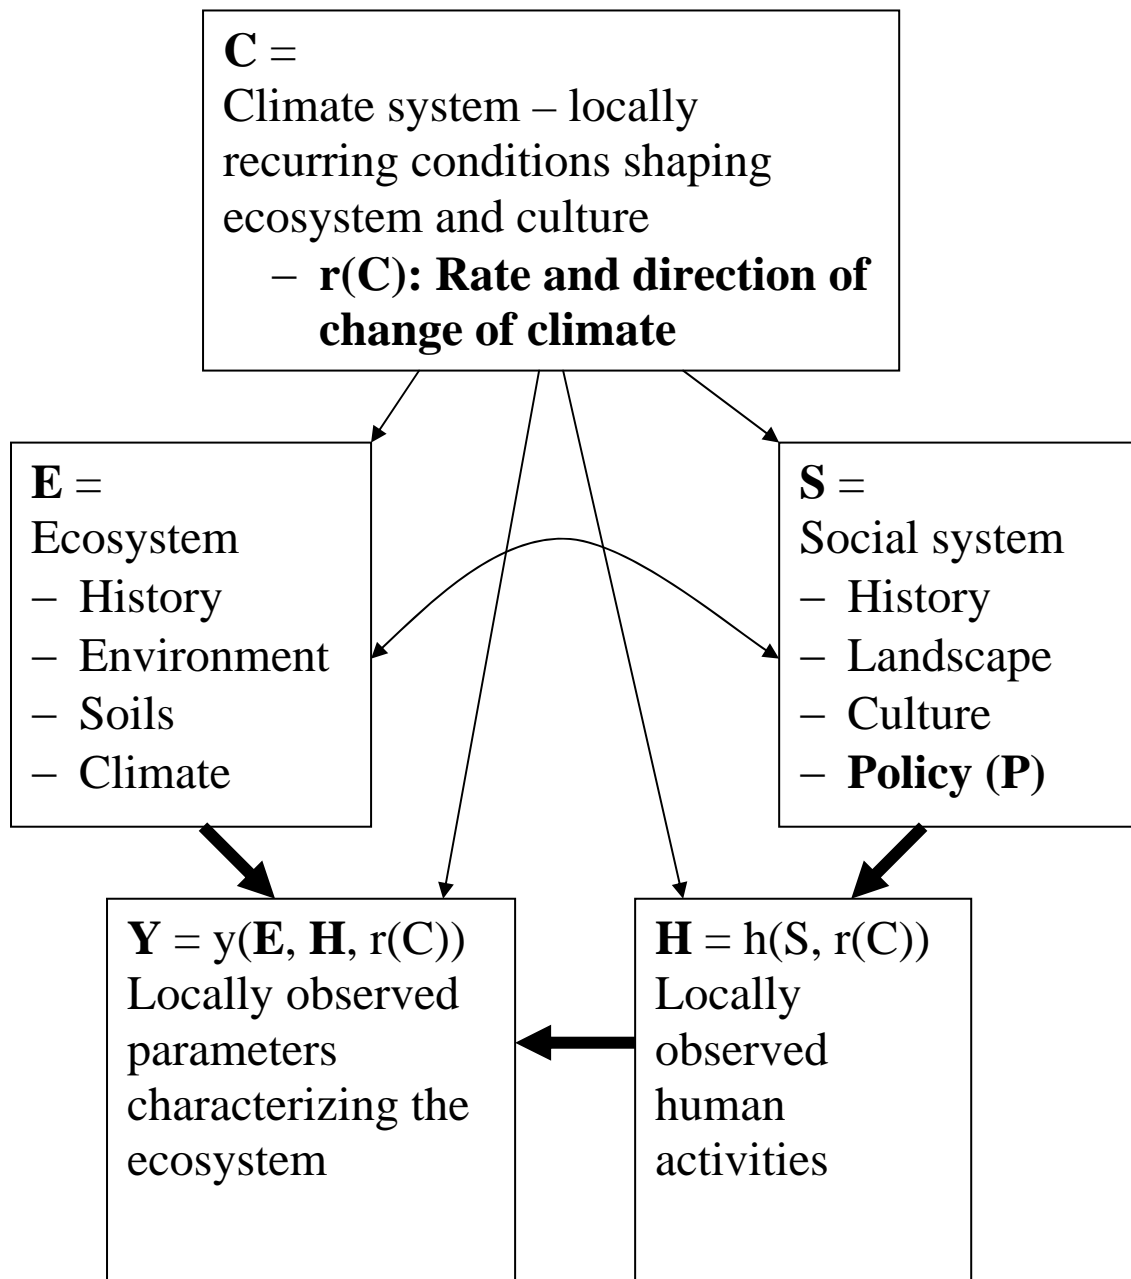 C =
Climate system – locally
recurring conditions shaping
ecosystem and culture
– r(C): Rate and direction of
change of climate
E =
Ecosystem
– History
– Environment
– Soils
– Climate
S =
Social system
– History
– Landscape
– Culture
– Policy (P)
Y = y(E, H, r(C))
Locally observed
parameters
characterizing the
ecosystem
H = h(S, r(C))
Locally
observed
human
activities